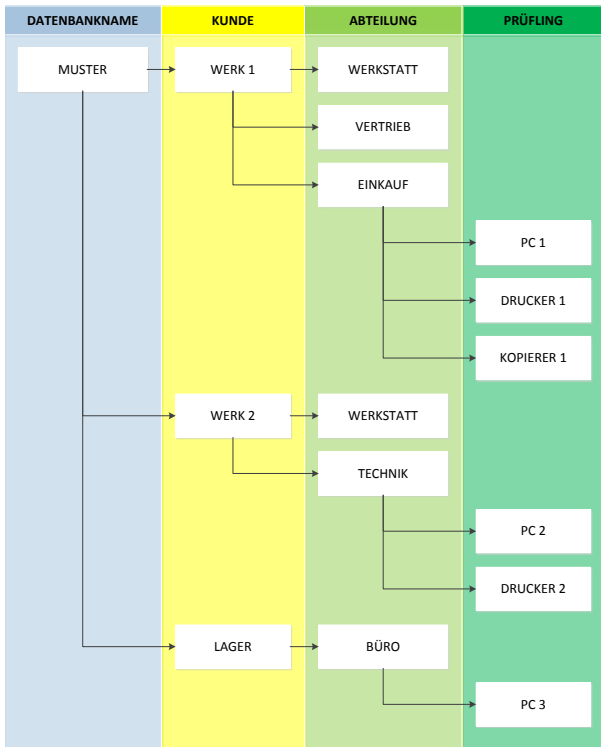 DATENBANKNAME KUNDE ABTEILUNG PRÜFLING
MUSTER WERK 1 WERKSTATT
VERTRIEB
EINKAUF
PC 1
DRUCKER 1
KOPIERER 1
WERK 2 WERKSTATT
TECHNIK
PC 2
DRUCKER 2
LAGER BÜRO
PC 3